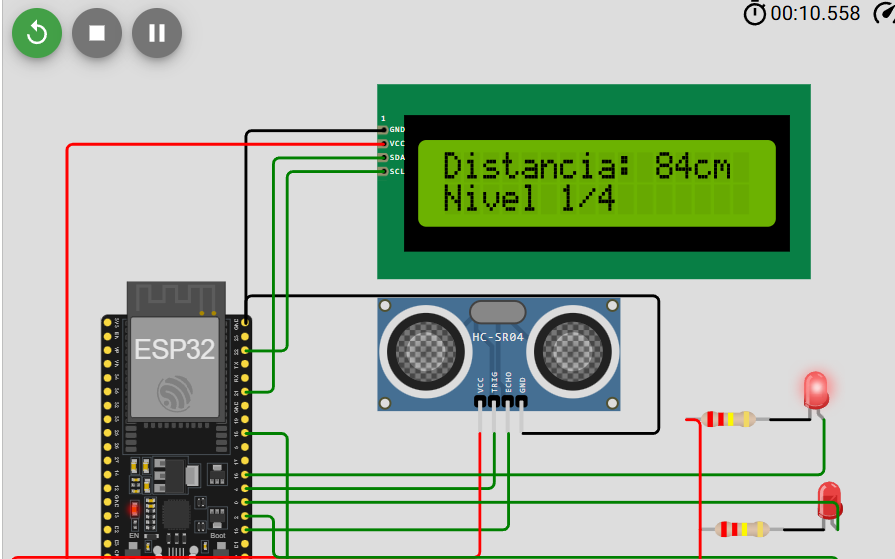 00:10.558
1
GND
VCC
SDA
SCL
Distancia: 84cm
Nivel 1/4
ESP32
HC-SR04
VCC
TRIG
ECHO
GND
EN
Boot